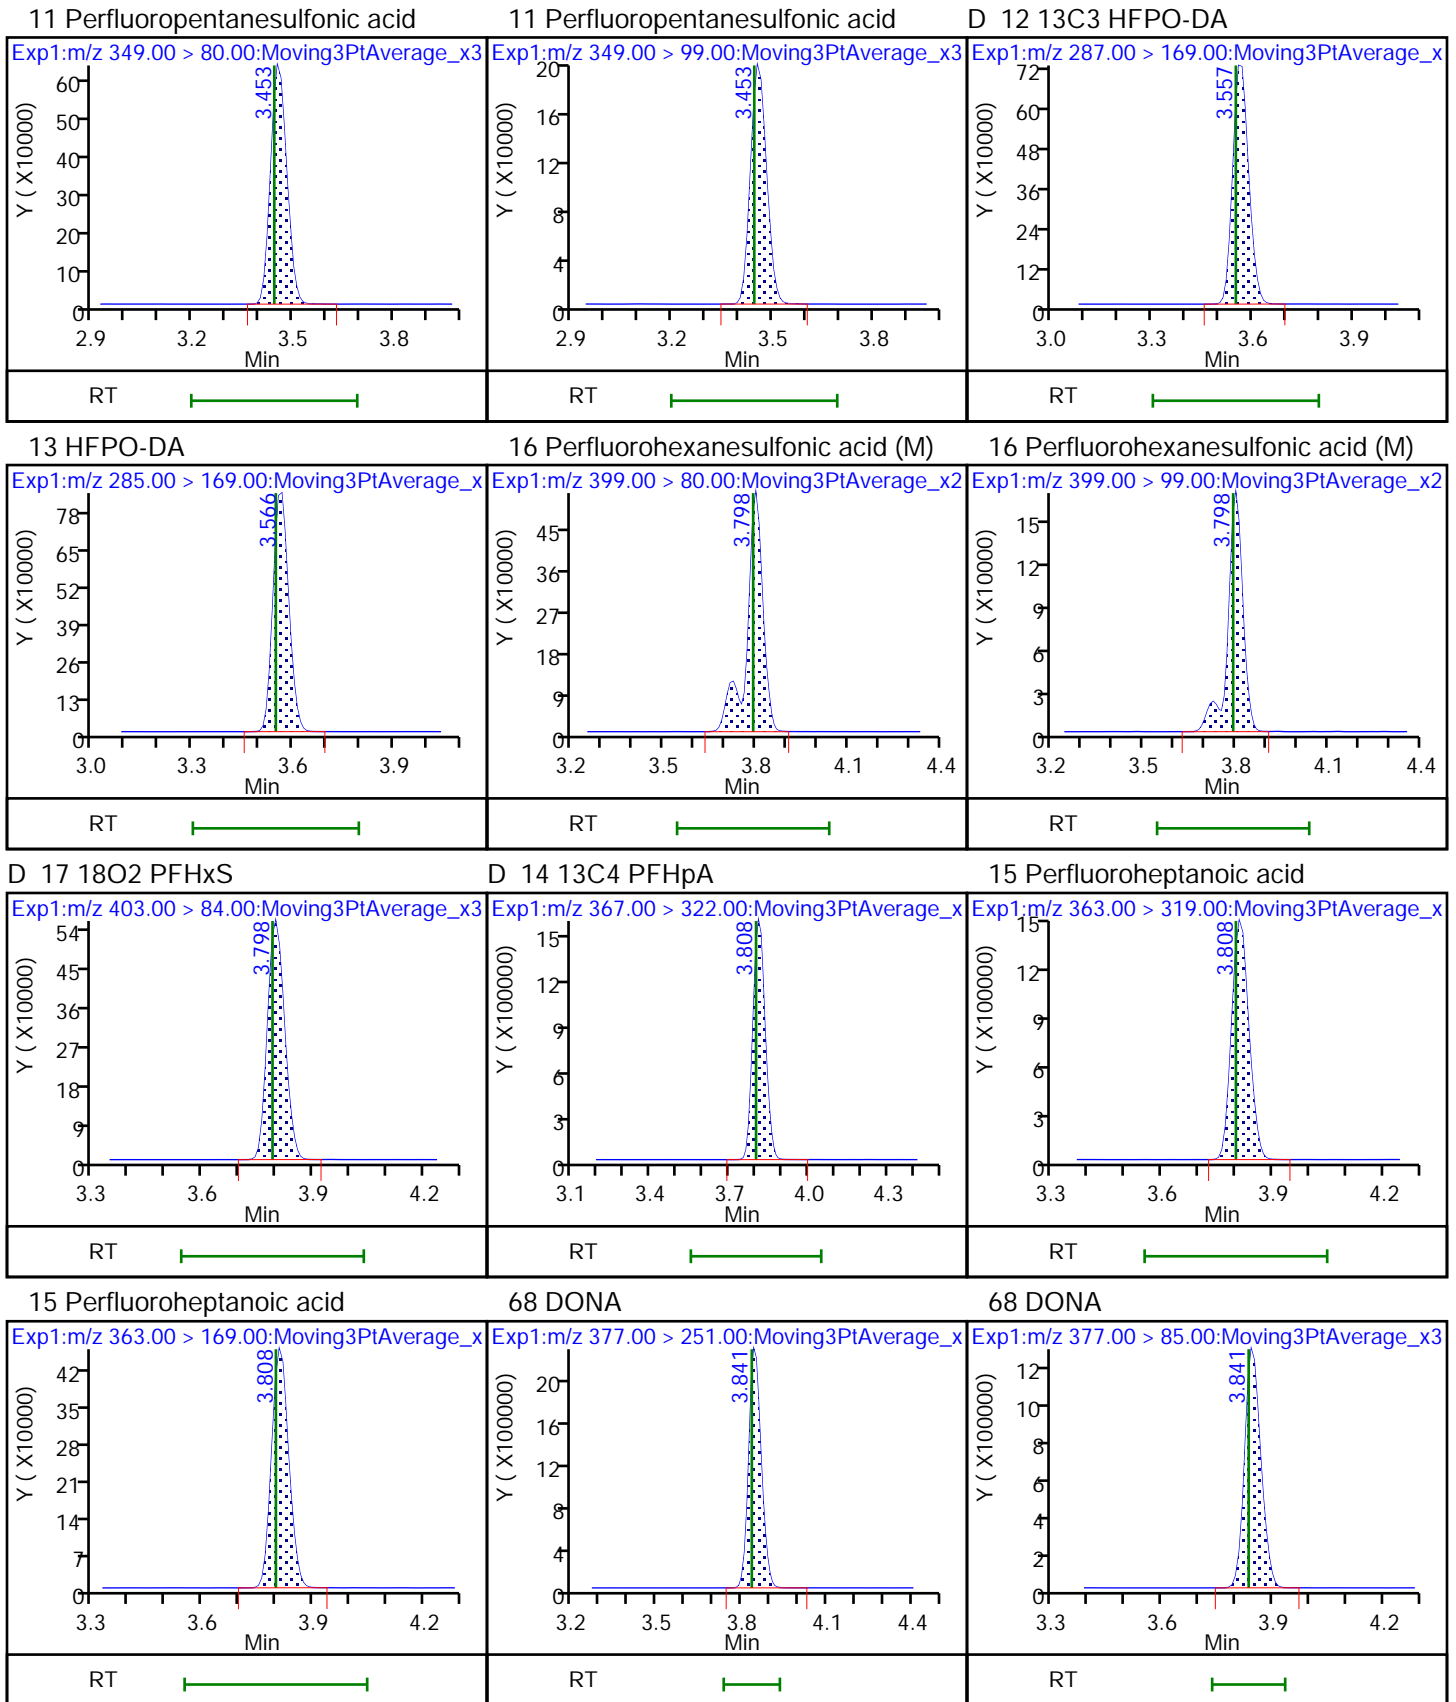 11 Perfluoropentanesulfonic acid
Exp1:m/z 349.00 > 80.00:Moving3PtAverage_x3
3.453
Y ( X10000)
60
50
40
30
20
10
0
2.9 3.2 3.5 3.8
Min
RT
11 Perfluoropentanesulfonic acid
Exp1:m/z 349.00 > 99.00:Moving3PtAverage_x3
3.453
Y ( X10000)
20
16
12
8
4
0
2.9 3.2 3.5 3.8
Min
RT
D 12 13C3 HFPO-DA
Exp1:m/z 287.00 > 169.00:Moving3PtAverage_x
3.557
Y ( X10000)
72
60
48
36
24
12
0
3.0 3.3 3.6 3.9
Min
RT
13 HFPO-DA
Exp1:m/z 285.00 > 169.00:Moving3PtAverage_x
3.566
Y ( X10000)
78
65
52
39
26
13
0
3.0 3.3 3.6 3.9
Min
RT
16 Perfluorohexanesulfonic acid (M)
Exp1:m/z 399.00 > 80.00:Moving3PtAverage_x2
3.798
Y ( X10000)
45
36
27
18
9
0
3.2 3.5 3.8 4.1 4.4
Min
RT
16 Perfluorohexanesulfonic acid (M)
Exp1:m/z 399.00 > 99.00:Moving3PtAverage_x2
3.798
Y ( X10000)
15
12
9
6
3
0
3.2 3.5 3.8 4.1 4.4
Min
RT
D 17 18O2 PFHxS
Exp1:m/z 403.00 > 84.00:Moving3PtAverage_x3
3.798
Y ( X10000)
54
45
36
27
18
9
0
3.3 3.6 3.9 4.2
Min
RT
D 14 13C4 PFHpA
Exp1:m/z 367.00 > 322.00:Moving3PtAverage_x
3.808
Y ( X100000)
15
12
9
6
3
0
3.1 3.4 3.7 4.0 4.3
Min
RT
15 Perfluoroheptanoic acid
Exp1:m/z 363.00 > 319.00:Moving3PtAverage_x
3.808
Y ( X100000)
15
12
9
6
3
0
3.3 3.6 3.9 4.2
Min
RT
15 Perfluoroheptanoic acid
Exp1:m/z 363.00 > 169.00:Moving3PtAverage_x
3.808
Y ( X10000)
42
35
28
21
14
7
0
3.3 3.6 3.9 4.2
Min
RT
68 DONA
Exp1:m/z 377.00 > 251.00:Moving3PtAverage_x
3.841
Y ( X100000)
20
16
12
8
4
0
3.2 3.5 3.8 4.1 4.4
Min
RT
68 DONA
Exp1:m/z 377.00 > 85.00:Moving3PtAverage_x3
3.841
Y ( X100000)
12
10
8
6
4
2
0
3.3 3.6 3.9 4.2
Min
RT